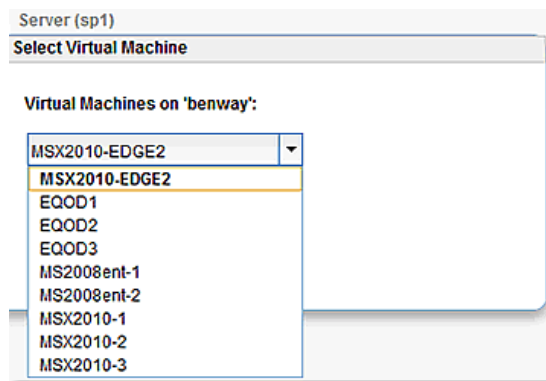 Server (sp1)
Select Virtual Machine
Virtual Machines on 'benway':
MSX2010-EDGE2
MSX2010-EDGE2
EQOD1
EQOD2
EQOD3
MS2008ent-1
MS2008ent-2
MSX2010-1
MSX2010-2
MSX2010-3